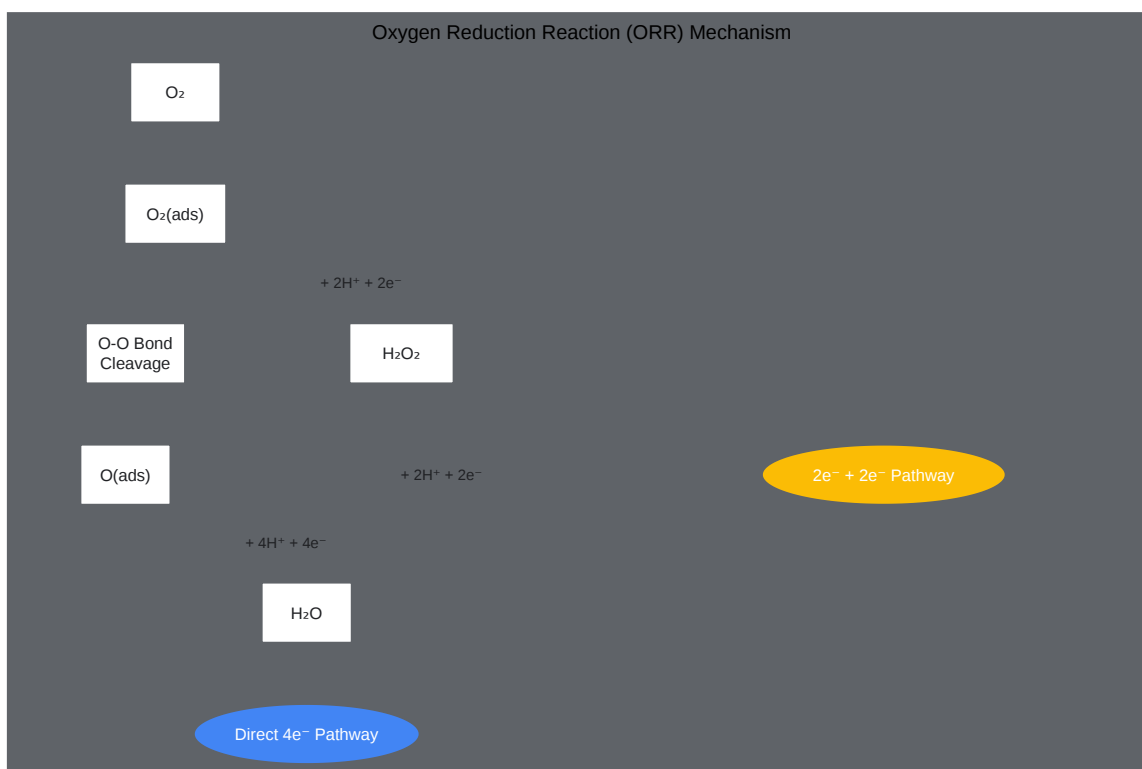 Oxygen Reduction Reaction (ORR) Mechanism
O₂
O₂(ads)
+ 2H⁺ + 2e⁻
O-O Bond
Cleavage
H₂O₂
O(ads)
+ 2H⁺ + 2e⁻
2e⁻ + 2e⁻ Pathway
+ 4H⁺ + 4e⁻
H₂O
Direct 4e⁻ Pathway